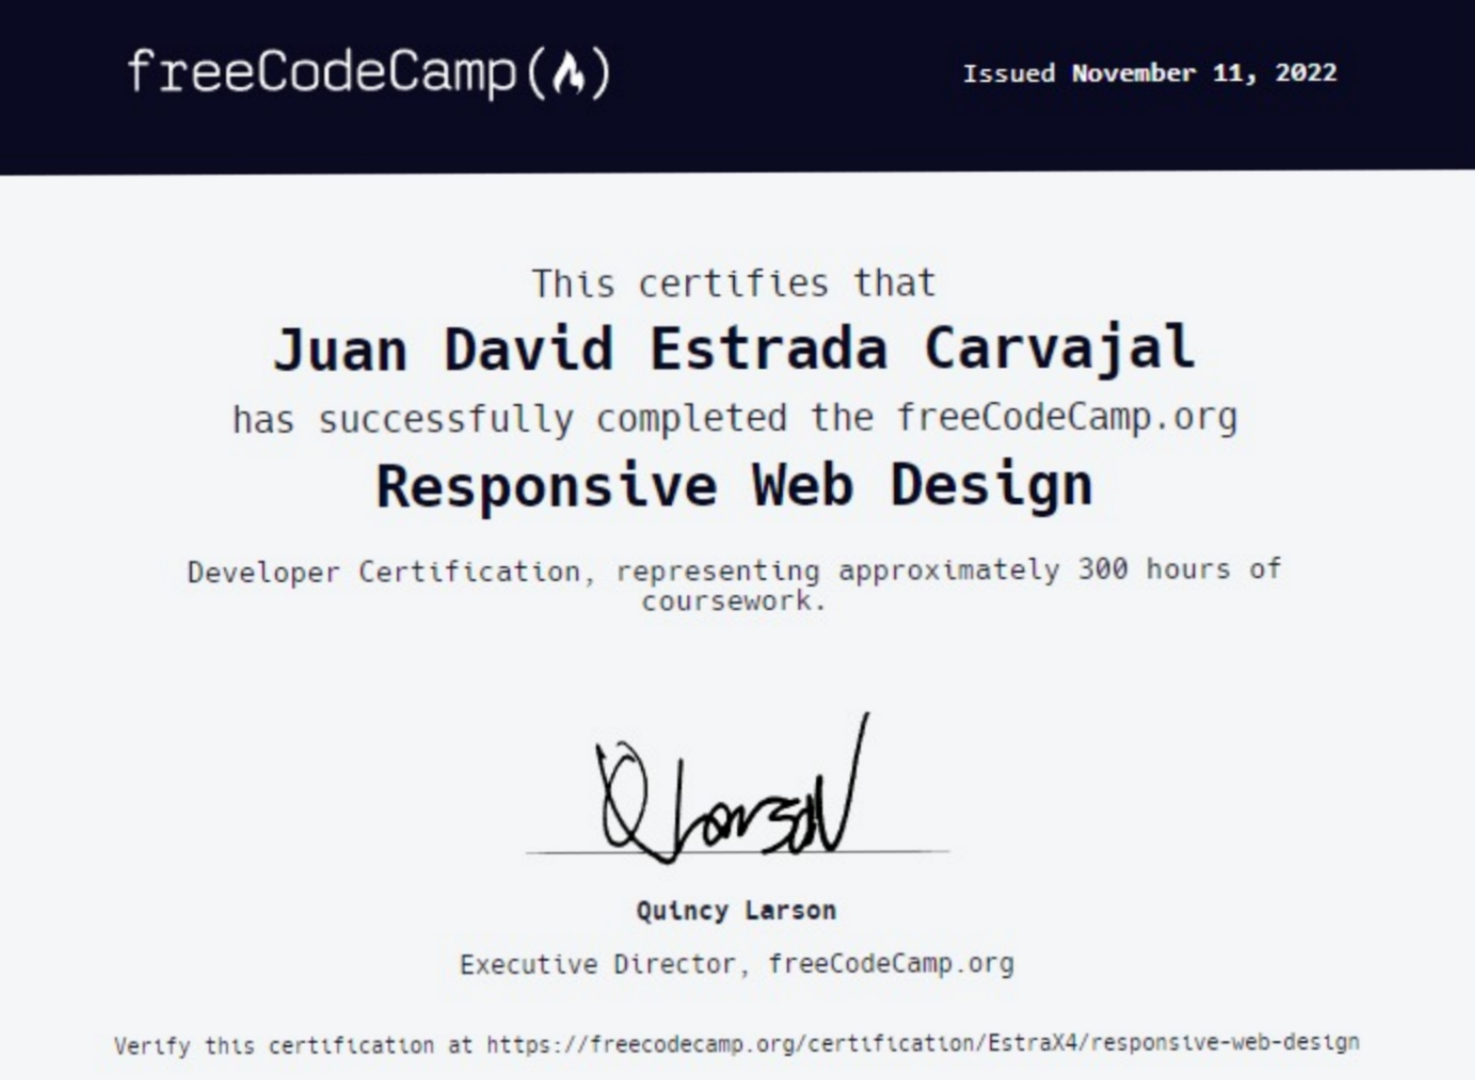 freeCodeCamp(🔥)
Issued November 11, 2022
This certifies that
Juan David Estrada Carvajal
has successfully completed the freeCodeCamp.org
Responsive Web Design
Developer Certification, representing approximately 300 hours of
coursework.
QLarson
Quincy Larson
Executive Director, freeCodeCamp.org
Verify this certification at https://freecodecamp.org/certification/EstraX4/responsive-web-design